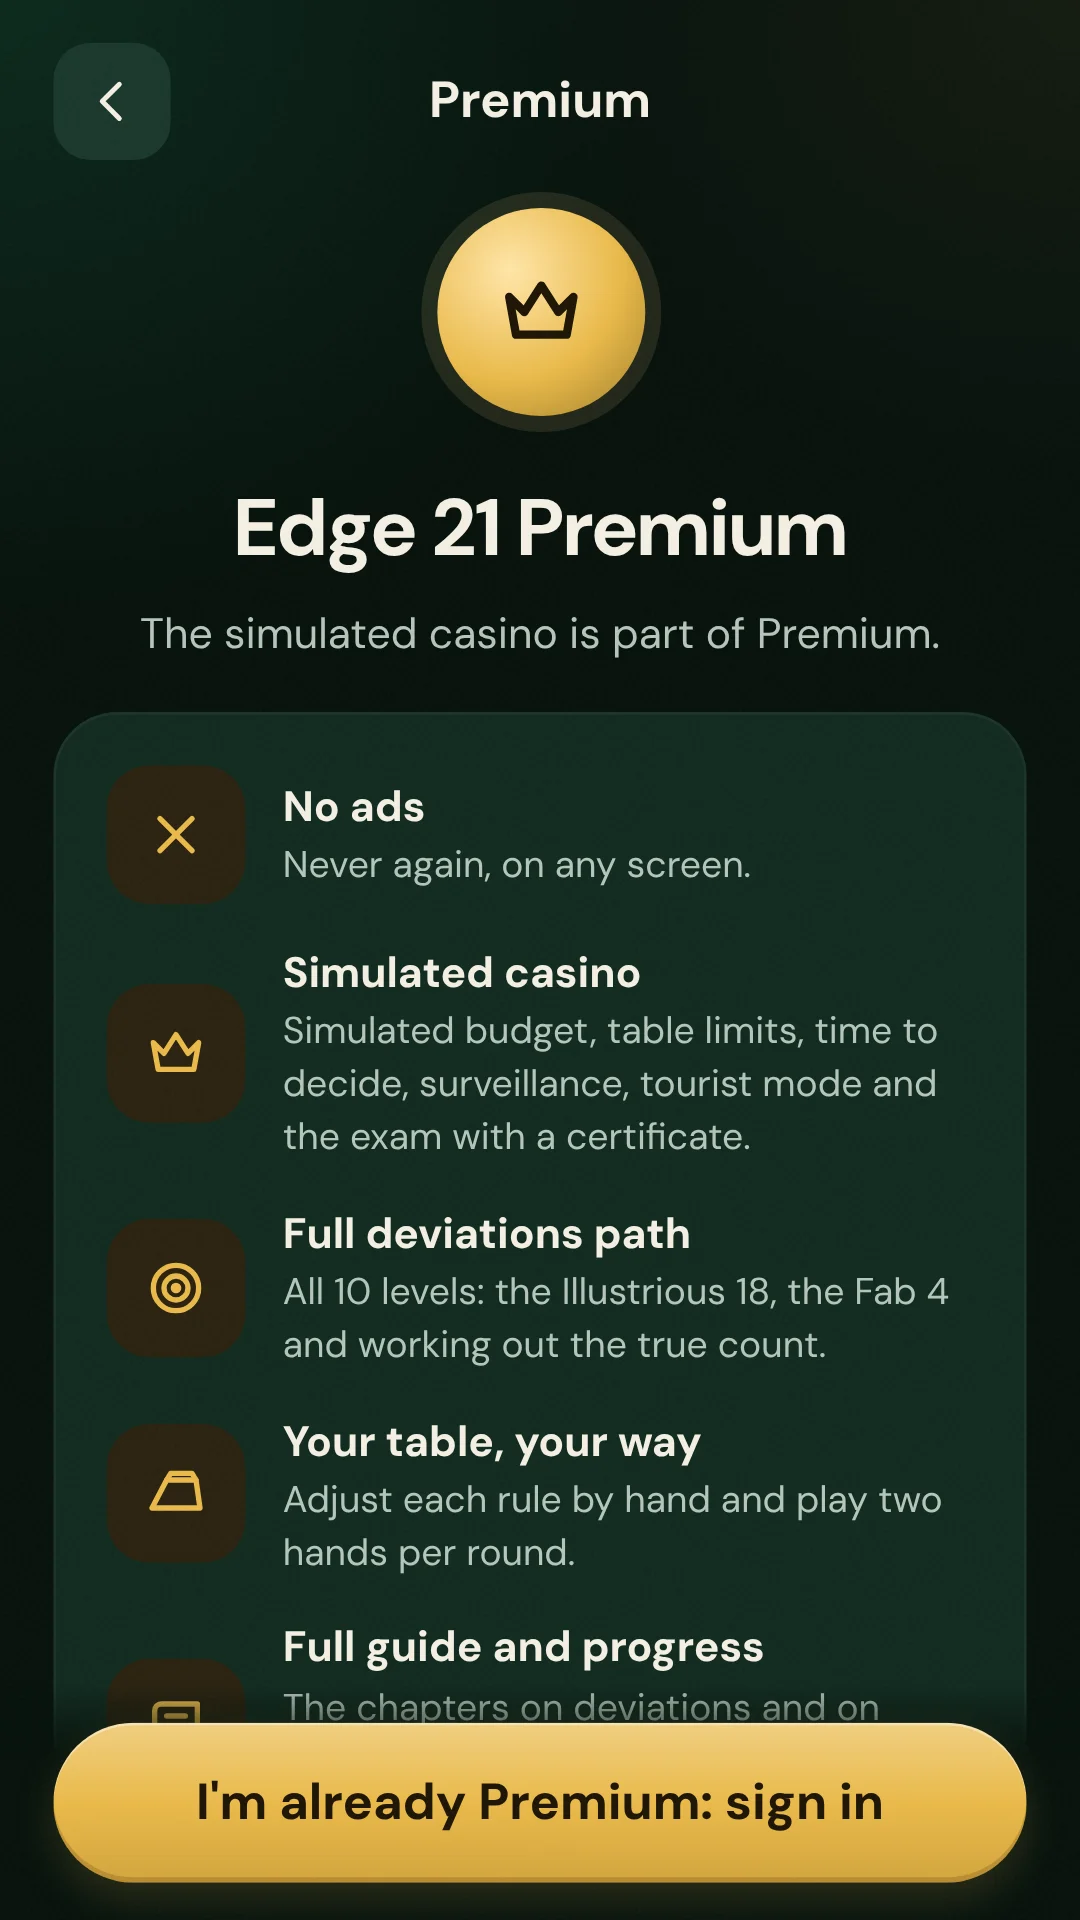 Premium
Edge 21 Premium
The simulated casino is part of Premium.
No ads
Never again, on any screen.
Simulated casino
Simulated budget, table limits, time to
decide, surveillance, tourist mode and
the exam with a certificate.
Full deviations path
All 10 levels: the Illustrious 18, the Fab 4
and working out the true count.
Your table, your way
Adjust each rule by hand and play two
hands per round.
Full guide and progress
The chapters on deviations and on
I'm already Premium: sign in